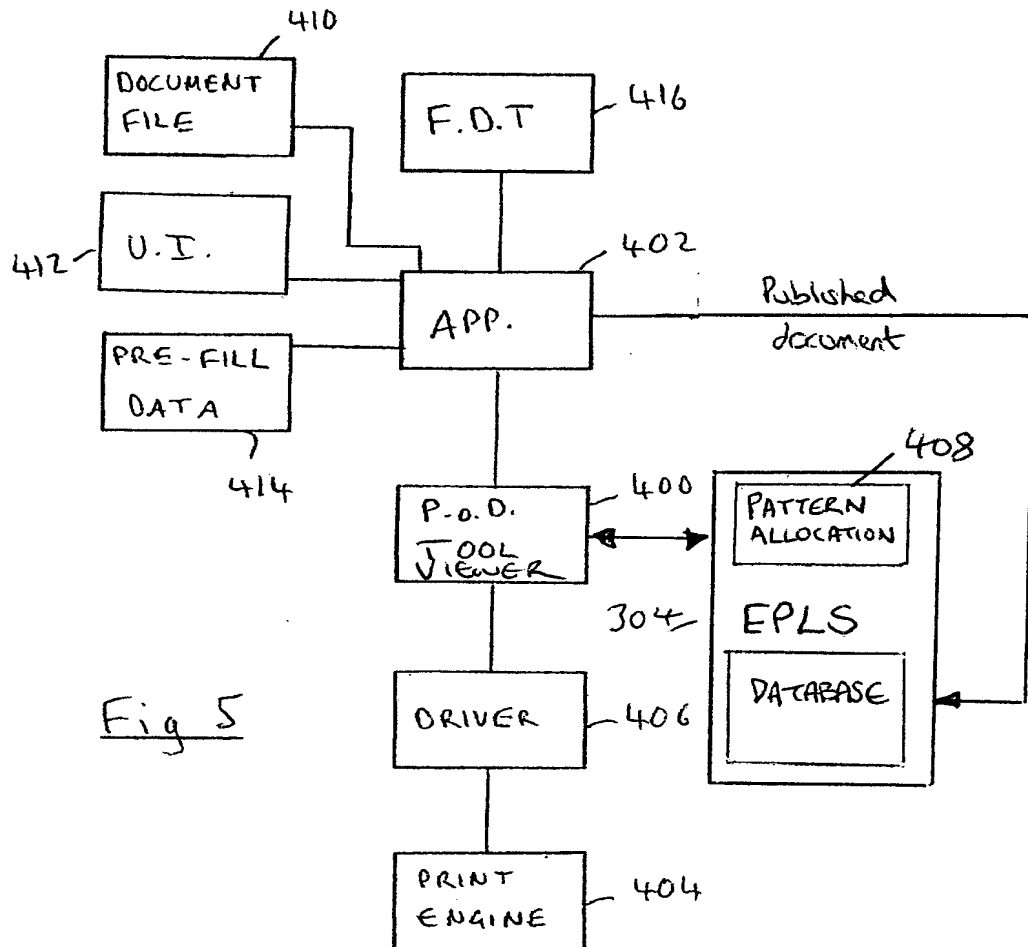 410
DOCUMENT
FILE
F.D.T
416
412
U.I.
402
APP.
Published
document
PRE-FILL
DATA
414
408
400
P.O.D.
TOOL
VIEWER
PATTERN
ALLOCATION
304
EPLS
DATABASE
Fig 5
DRIVER
406
PRINT
ENGINE
404